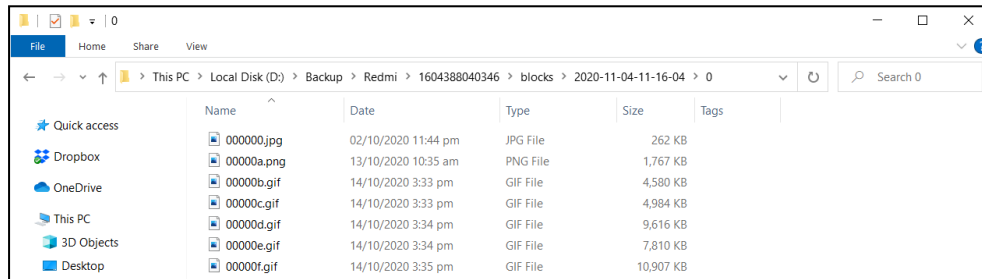 0
File Home Share View
This PC > Local Disk (D:) > Backup > Redmi > 1604388040346 > blocks > 2020-11-04-11-16-04 > 0 Search 0
Name Date Type Size Tags
Quick access
000000.jpg 02/10/2020 11:44 pm JPG File 262 KB
Dropbox
00000a.png 13/10/2020 10:35 am PNG File 1,767 KB
00000b.gif 14/10/2020 3:33 pm GIF File 4,580 KB
OneDrive
00000c.gif 14/10/2020 3:33 pm GIF File 4,984 KB
This PC
00000d.gif 14/10/2020 3:34 pm GIF File 9,616 KB
3D Objects
00000e.gif 14/10/2020 3:34 pm GIF File 7,810 KB
Desktop
00000f.gif 14/10/2020 3:35 pm GIF File 10,907 KB